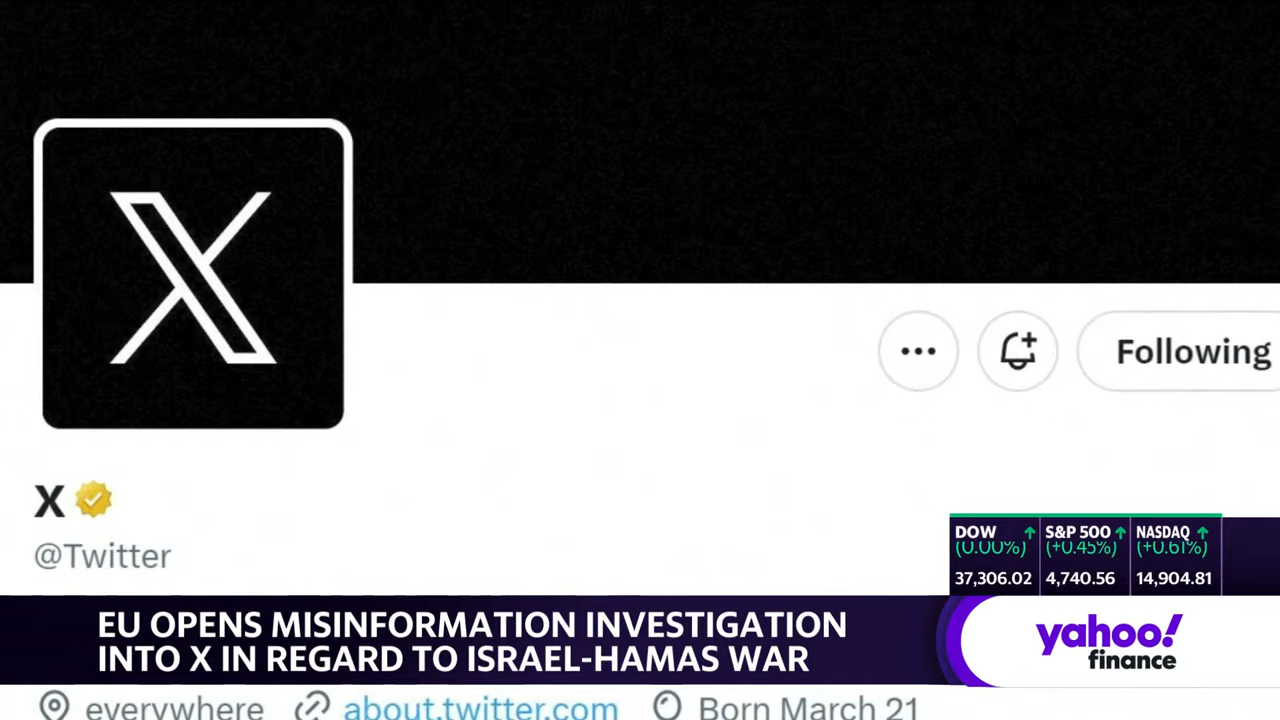 X
Following
X
@Twitter
DOW
(0.00%)
37,306.02
S&P 500
(+0.45%)
4,740.56
NASDAQ
(+0.61%)
14,904.81
EU OPENS MISINFORMATION INVESTIGATION
INTO X IN REGARD TO ISRAEL-HAMAS WAR
yahoo!
finance
everywhere about.twitter.com Born March 21